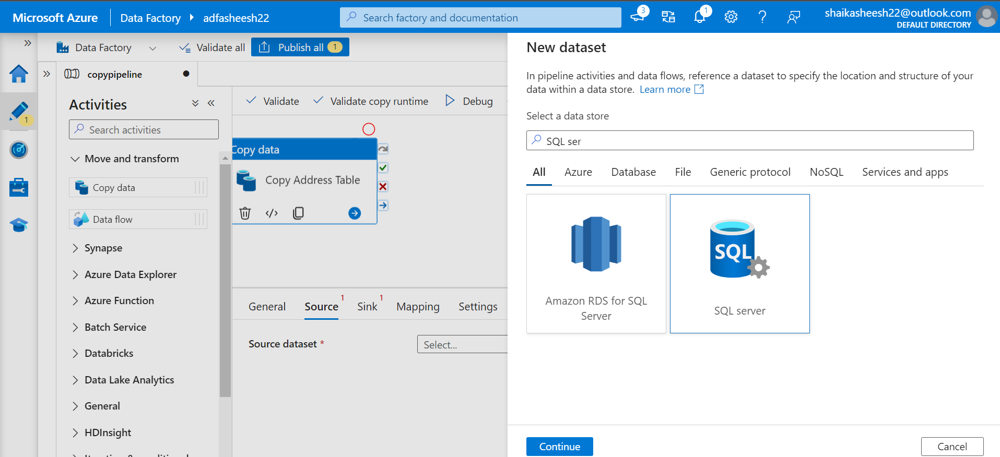 Microsoft Azure
Data Factory
adfasheesh22
Search factory and documentation
3
1
shaikasheesh22@outlook.com
DEFAULT DIRECTORY
Data Factory
Validate all
Publish all
1
copypipeline
1
Activities
Search activities
Move and transform
Copy data
Data flow
Synapse
Azure Data Explorer
Azure Function
Batch Service
Databricks
Data Lake Analytics
General
HDInsight
Validate
Validate copy runtime
Debug
Copy data
Copy Address Table
General
Source 1
Sink 1
Mapping
Settings
Source dataset *
Select...
New dataset
In pipeline activities and data flows, reference a dataset to specify the location and structure of your
data within a data store. Learn more
Select a data store
SQL ser
All
Azure
Database
File
Generic protocol
NoSQL
Services and apps
Amazon RDS for SQL
Server
SQL
SQL server
Continue
Cancel